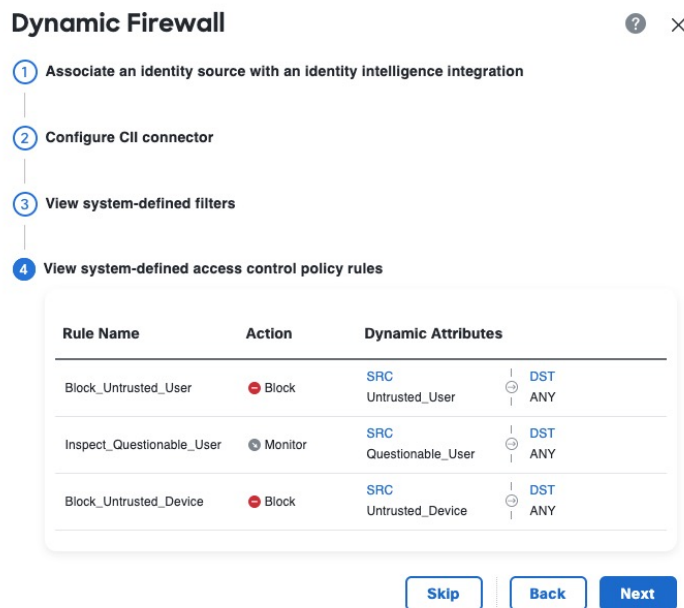 Dynamic Firewall
?
1 Associate an identity source with an identity intelligence integration
2 Configure CII connector
3 View system-defined filters
4 View system-defined access control policy rules
Rule Name Action Dynamic Attributes
Block_Untrusted_User Block SRC Untrusted_User DST ANY
Inspect_Questionable_User Monitor SRC Questionable_User DST ANY
Block_Untrusted_Device Block SRC Untrusted_Device DST ANY
Skip Back Next